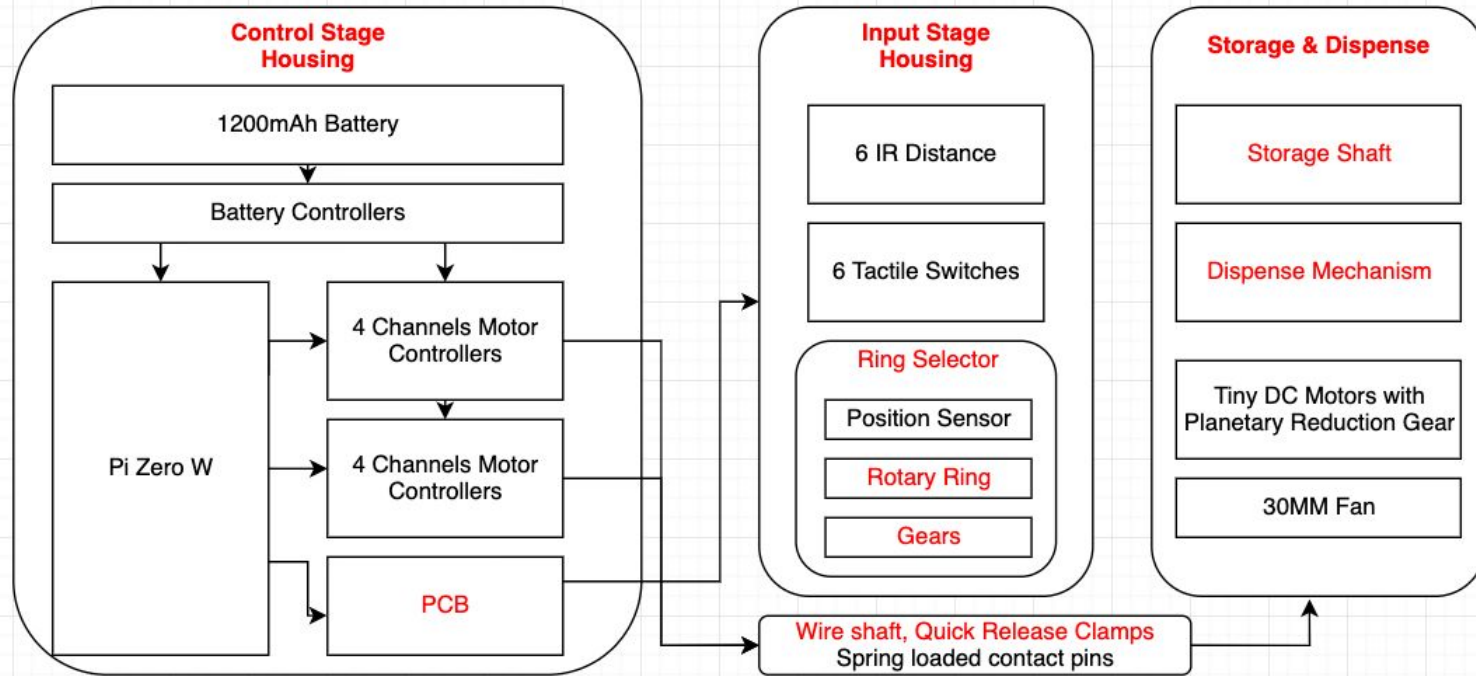 Control Stage
Housing
1200mAh Battery
Battery Controllers
Pi Zero W
4 Channels Motor
Controllers
4 Channels Motor
Controllers
PCB
Input Stage
Housing
6 IR Distance
6 Tactile Switches
Ring Selector
Position Sensor
Rotary Ring
Gears
Wire shaft, Quick Release Clamps
Spring loaded contact pins
Storage & Dispense
Storage Shaft
Dispense Mechanism
Tiny DC Motors with
Planetary Reduction Gear
30MM Fan